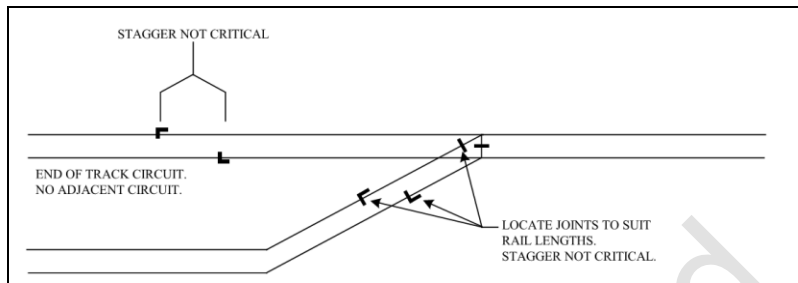 STAGGER NOT CRITICAL
END OF TRACK CIRCUIT.
NO ADJACENT CIRCUIT.
LOCATE JOINTS TO SUIT
RAIL LENGTHS.
STAGGER NOT CRITICAL.